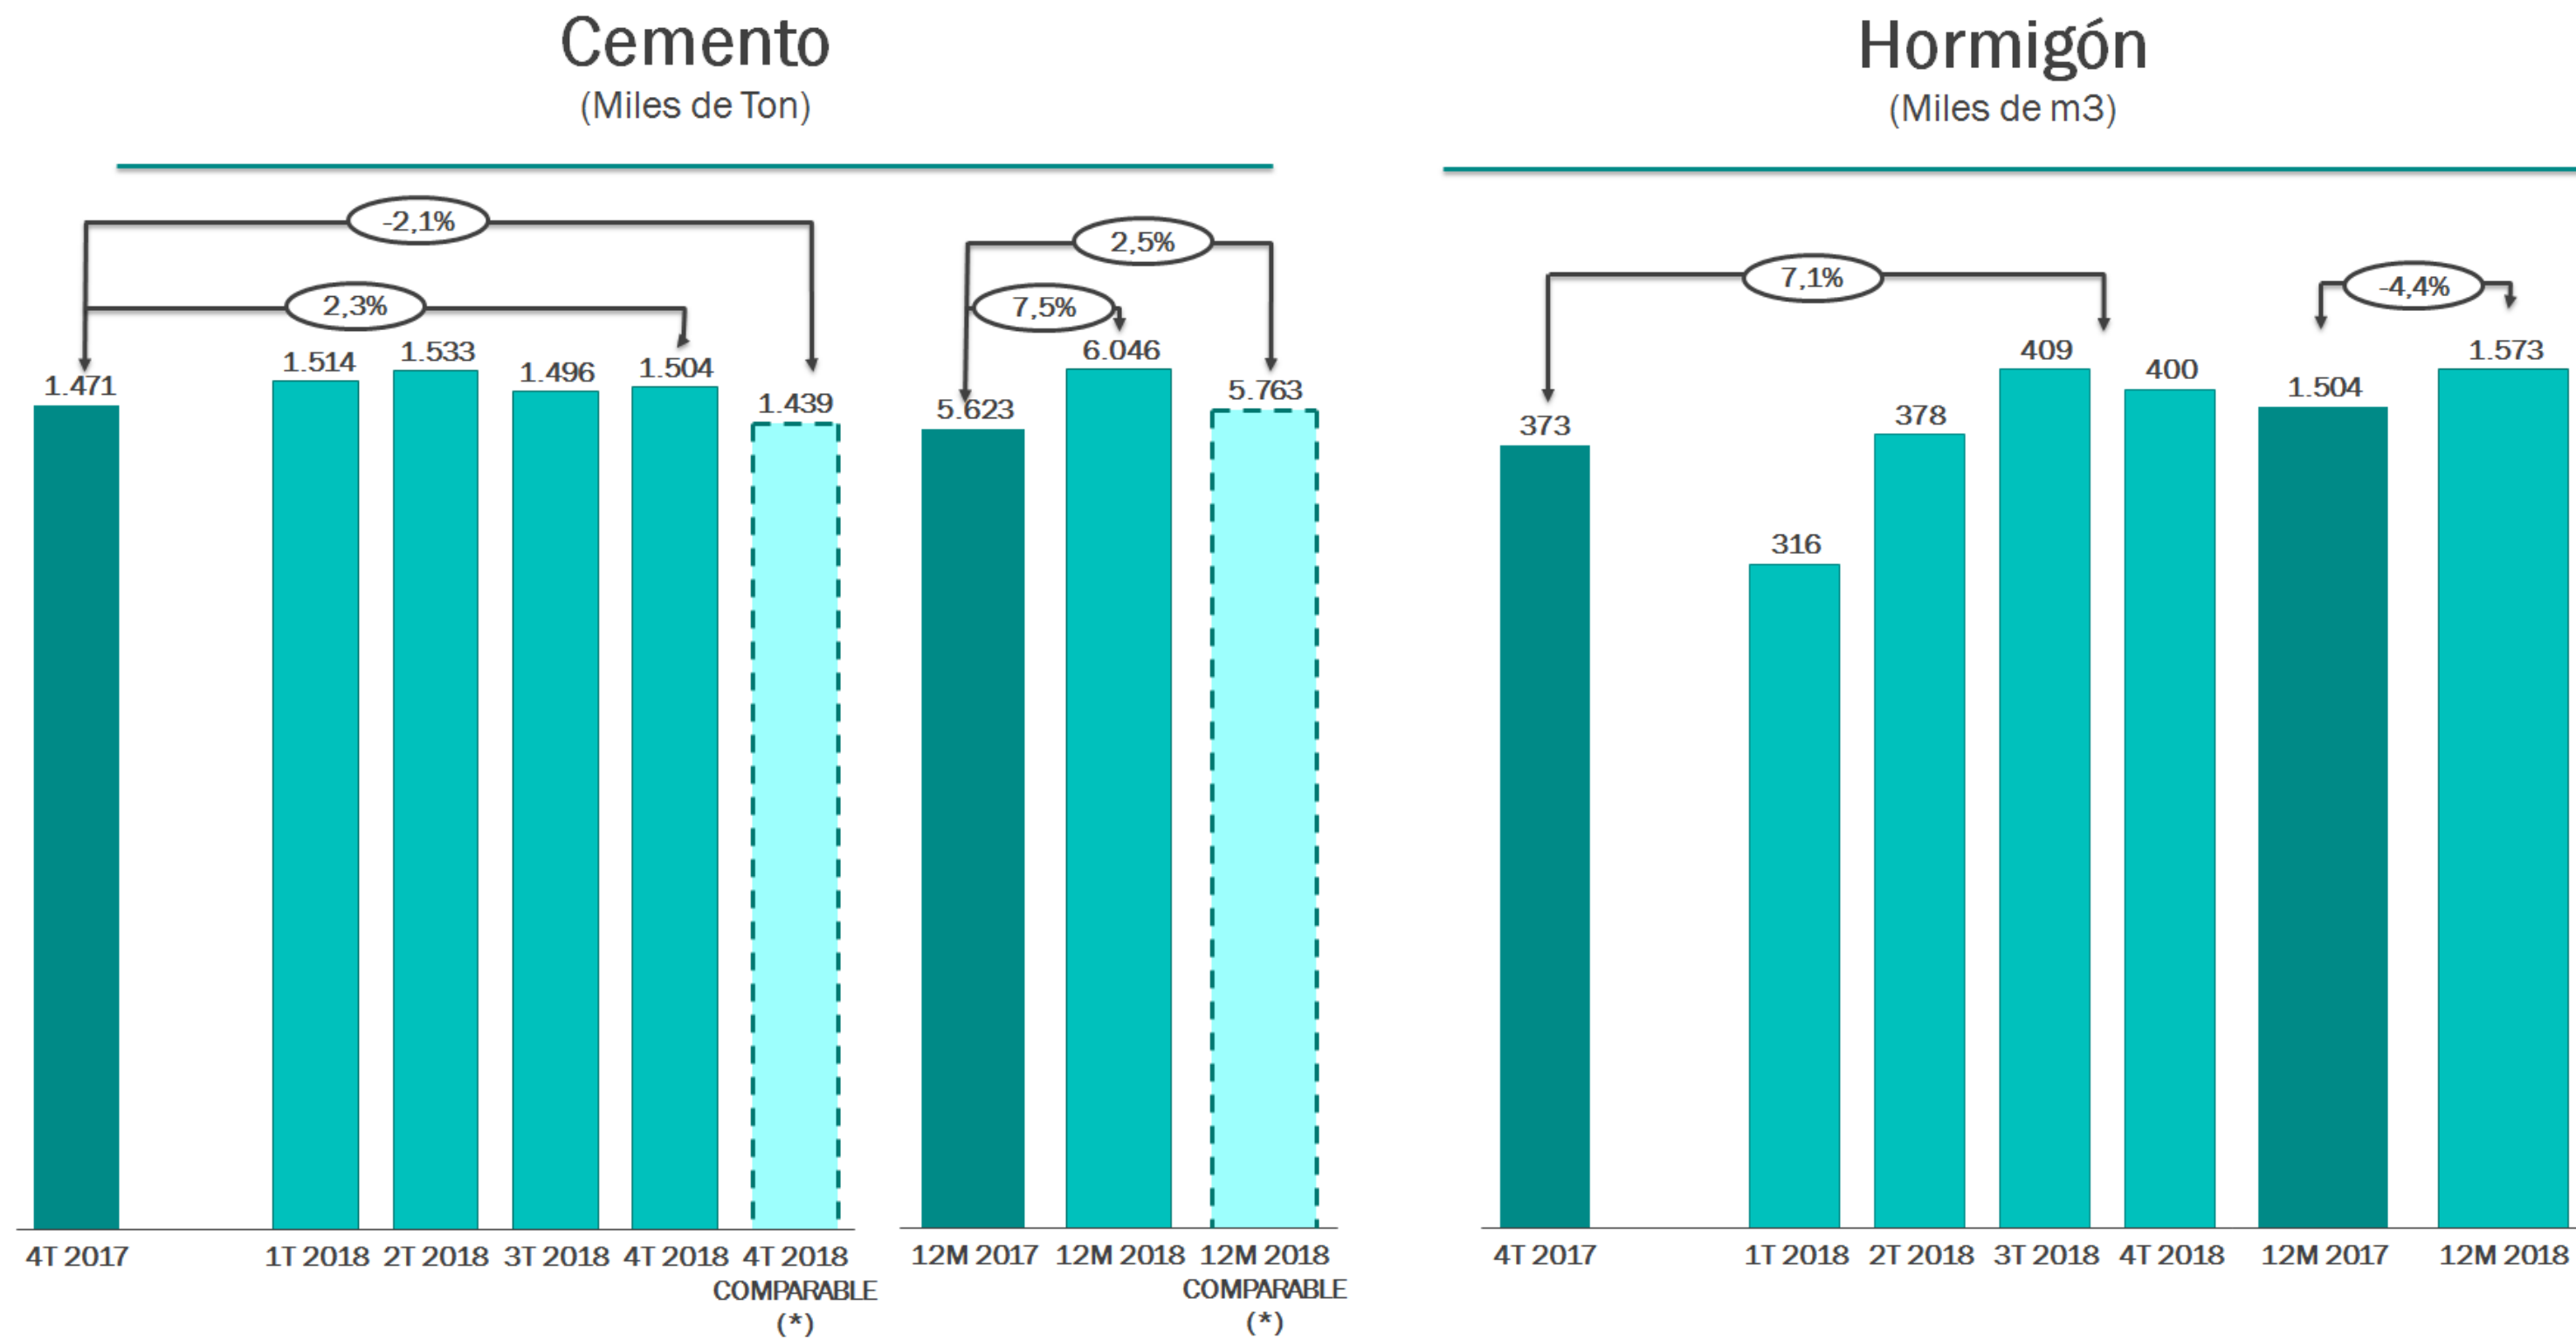 Cemento
(Miles de Ton)
-2,1%
2,3%
2,5%
7,5%
1.471
1.514
1.533
1.496
1.504
1.439
5.623
6.046
5.763
4T 2017
1T 2018
2T 2018
3T 2018
4T 2018
4T 2018
COMPARABLE
(*)
12M 2017
12M 2018
12M 2018
COMPARABLE
(*)
Hormigón
(Miles de m3)
7,1%
-4,4%
373
316
378
409
400
1.504
1.573
4T 2017
1T 2018
2T 2018
3T 2018
4T 2018
12M 2017
12M 2018